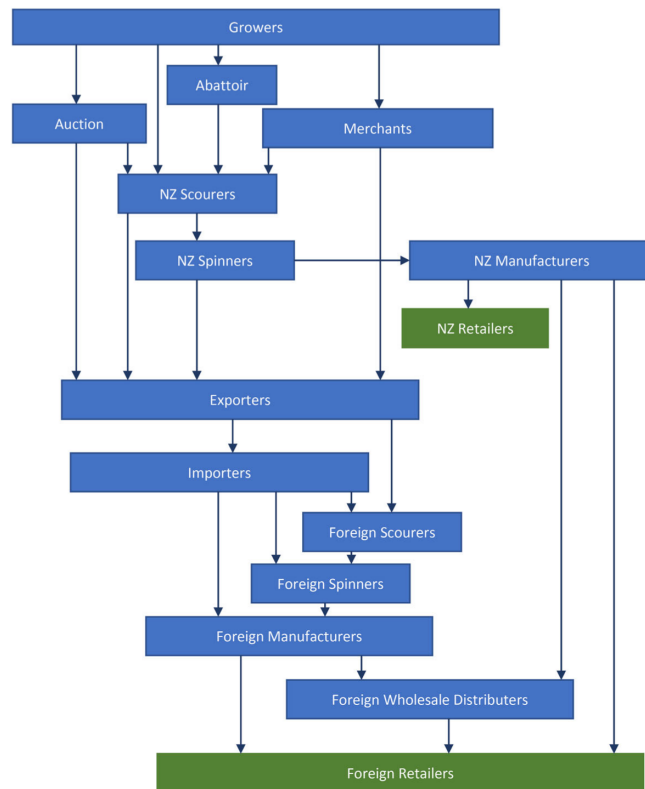 Growers
Abattoir
Auction
Merchants
NZ Scourers
NZ Spinners
NZ Manufacturers
NZ Retailers
Exporters
Importers
Foreign Scourers
Foreign Spinners
Foreign Manufacturers
Foreign Wholesale Distributers
Foreign Retailers